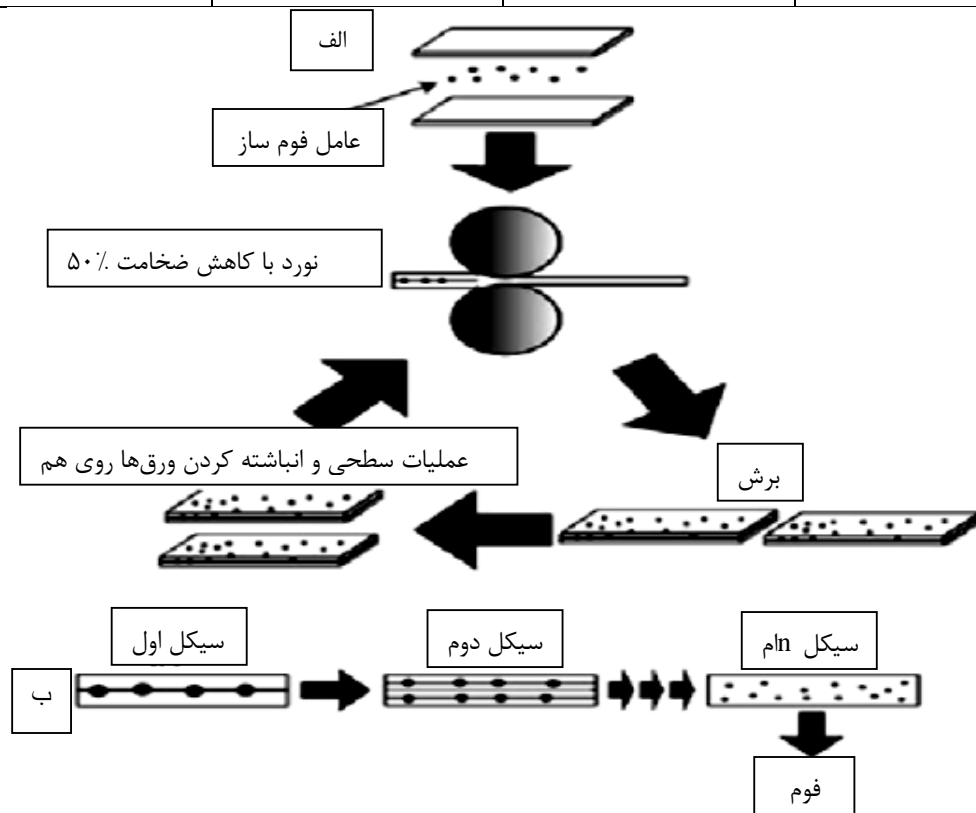 الف
عامل فوم ساز
نورد با کاهش ضخامت ۵۰٪
عملیات سطحی و انباشته کردن ورق‌ها روی هم
برش
سیکل اول
سیکل دوم
سیکل nام
ب
فوم